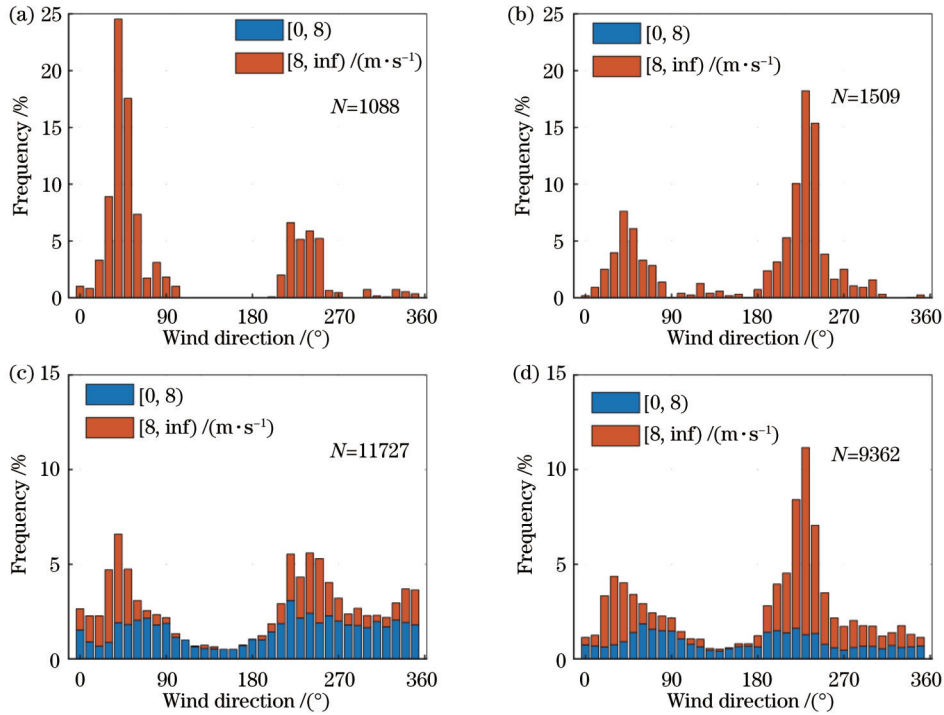 (a)
25
20
15
10
5
0
Frequency /%
[0, 8)
[8, inf) /(m·s⁻¹)
N=1088
0 90 180 270 360
Wind direction /(°)
(b)
25
20
15
10
5
0
Frequency /%
[0, 8)
[8, inf) /(m·s⁻¹)
N=1509
0 90 180 270 360
Wind direction /(°)
(c)
15
10
5
0
Frequency /%
[0, 8)
[8, inf) /(m·s⁻¹)
N=11727
0 90 180 270 360
Wind direction /(°)
(d)
15
10
5
0
Frequency /%
[0, 8)
[8, inf) /(m·s⁻¹)
N=9362
0 90 180 270 360
Wind direction /(°)